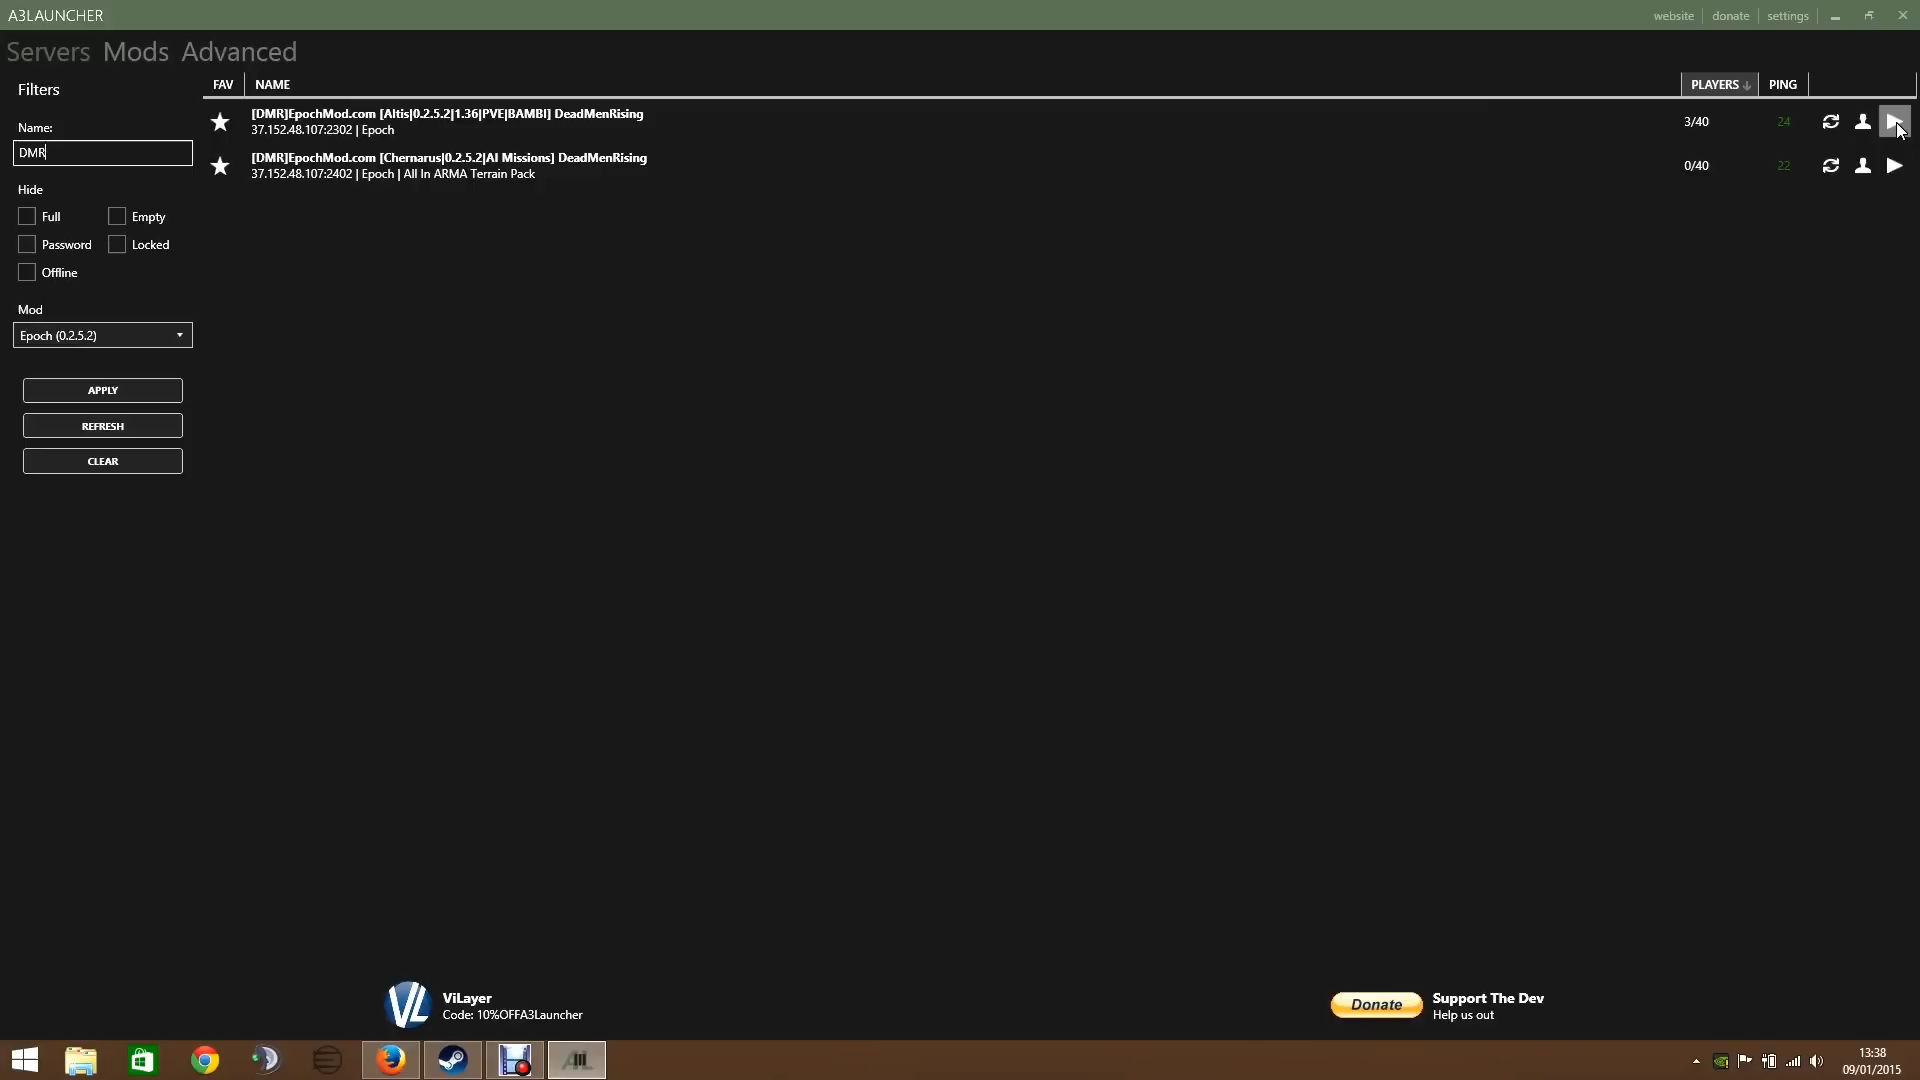 A3LAUNCHER
website donate settings
Servers Mods Advanced
Filters
FAV NAME PLAYERS PING
[DMR]EpochMod.com [Altis|0.2.5.2|1.36|PVE|BAMBI] DeadMenRising
37.152.48.107:2302 | Epoch
3/40 24
Name:
DMR
[DMR]EpochMod.com [Chernarus|0.2.5.2|AI Missions] DeadMenRising
37.152.48.107:2402 | Epoch | All In ARMA Terrain Pack
0/40 22
Hide
Full Empty
Password Locked
Offline
Mod
Epoch (0.2.5.2)
APPLY
REFRESH
CLEAR
VL
ViLayer
Code: 10%OFFA3Launcher
Donate
Support The Dev
Help us out
13:38
09/01/2015